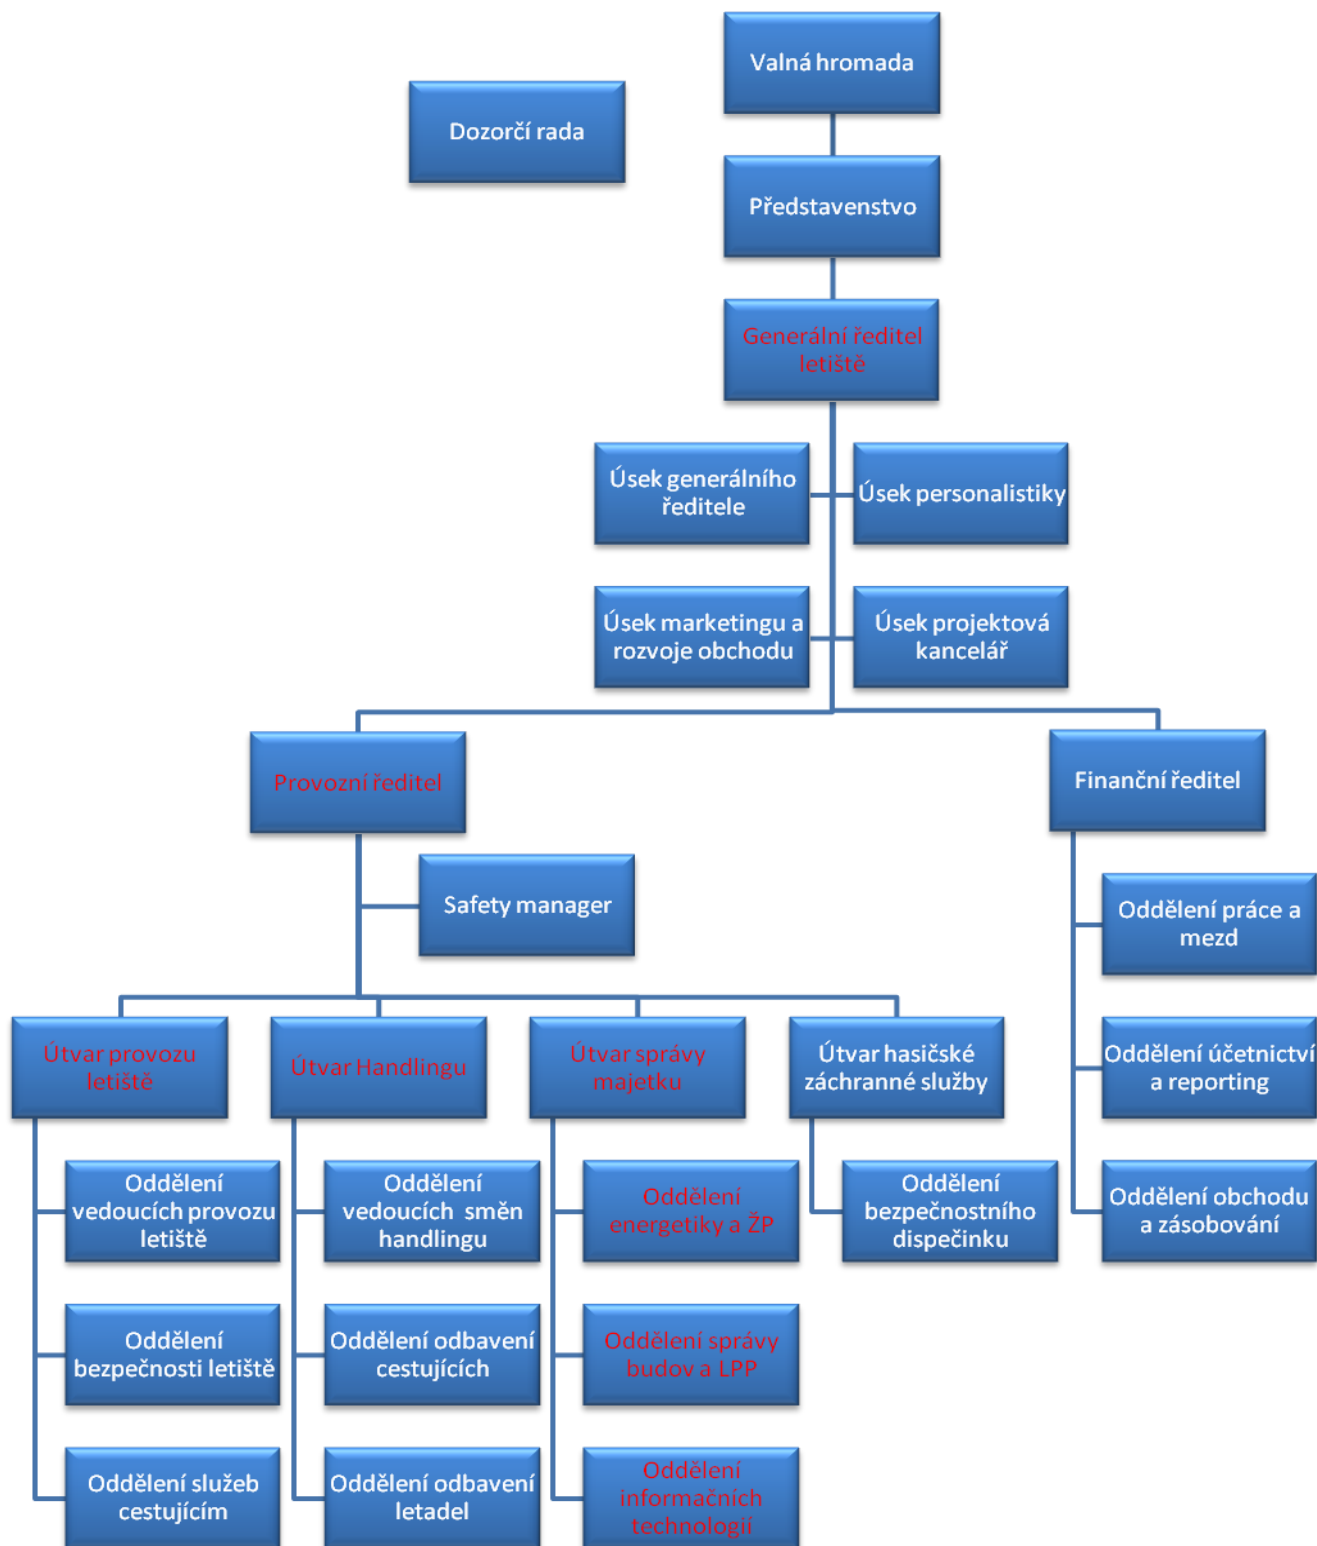 Valná hromada
Dozorčí rada
Představenstvo
Generální ředitel
letiště
Úsek generálního
ředitele
Úsek personalistiky
Úsek marketingu a
rozvoje obchodu
Úsek projektová
kancelář
Provozní ředitel
Finanční ředitel
Safety manager
Oddělení práce a
mezd
Oddělení účetnictví
a reporting
Oddělení obchodu
a zásobování
Útvar provozu
letiště
Útvar Handlingu
Útvar správy
majetku
Útvar hasičské
záchranné služby
Oddělení
vedoucích provozu
letiště
Oddělení
vedoucích směn
handlingu
Oddělení
energetiky a ŽP
Oddělení
bezpečnostního
dispečinku
Oddělení
bezpečnosti letiště
Oddělení odbavení
cestujících
Oddělení správy
budov a LPP
Oddělení služeb
cestujícím
Oddělení odbavení
letadel
Oddělení
informačních
technologií